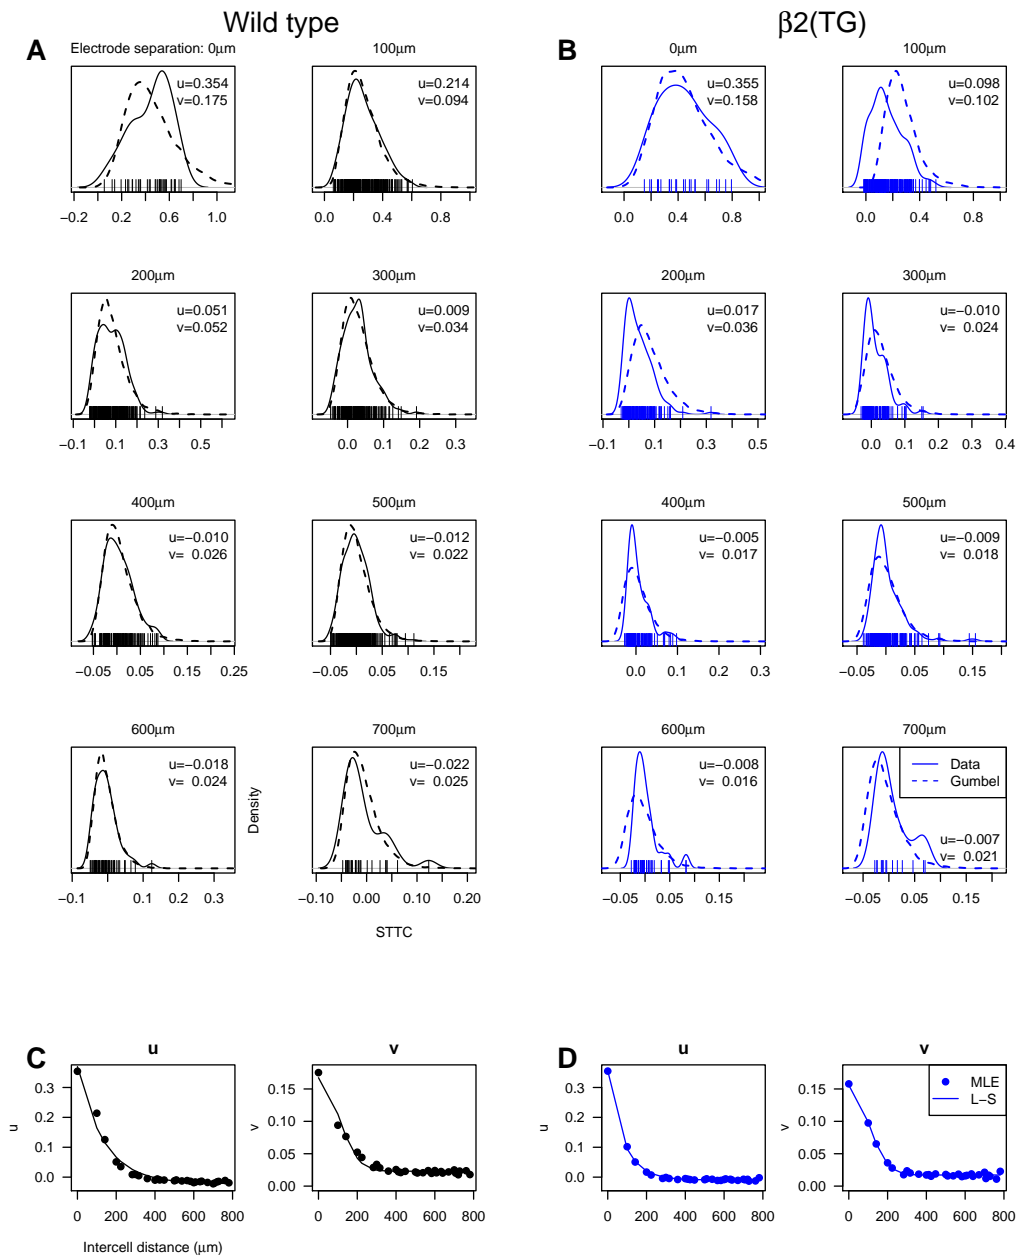 Wild type
β2(TG)
A
Electrode separation: 0μm
u=0.354
v=0.175
−0.2 0.2 0.6 1.0
100μm
u=0.214
v=0.094
0.0 0.4 0.8
B
0μm
u=0.355
v=0.158
0.0 0.4 0.8
100μm
u=0.098
v=0.102
0.0 0.4 0.8
200μm
u=0.051
v=0.052
−0.1 0.1 0.3 0.6
300μm
u=0.009
v=0.034
0.0 0.1 0.2 0.3
200μm
u=0.017
v=0.036
−0.1 0.1 0.3 0.5
300μm
u=−0.010
v= 0.024
0.0 0.1 0.2 0.3 0.4
400μm
u=−0.010
v= 0.026
−0.05 0.05 0.15 0.25
500μm
u=−0.012
v= 0.022
−0.05 0.05 0.15
400μm
u=−0.005
v= 0.017
0.0 0.1 0.2 0.3
500μm
u=−0.009
v= 0.018
−0.05 0.05 0.15
600μm
u=−0.018
v= 0.024
−0.1 0.0 0.1 0.3
Density
700μm
u=−0.022
v= 0.025
−0.10 0.00 0.10 0.20
STTC
600μm
u=−0.008
v= 0.016
−0.05 0.05 0.15
700μm
Data
Gumbel
u=−0.007
v= 0.021
−0.05 0.05 0.15
C
u
u
0.3
0.2
0.1
0.0
0 200 400 600 800
Intercell distance (μm)
v
v
0.15
0.10
0.05
0.00
0 200 400 600 800
D
u
u
0.3
0.2
0.1
0.0
0 200 400 600 800
v
v
MLE
L−S
0.15
0.10
0.05
0.00
0 200 400 600 800